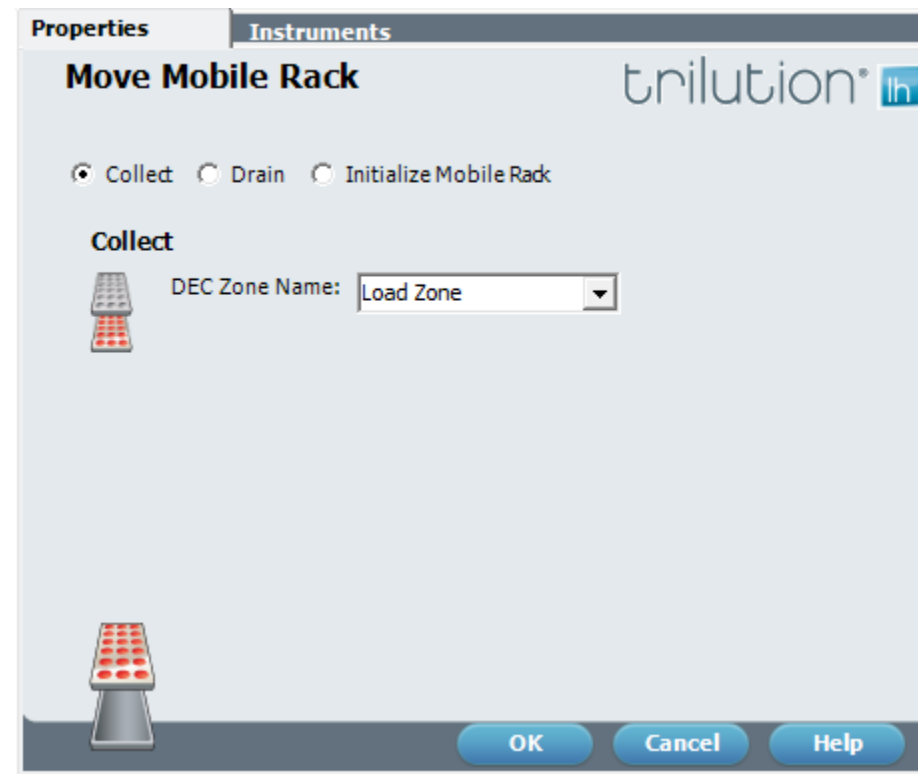 Properties Instruments
Move Mobile Rack
trilution® lh
Collect Drain Initialize Mobile Rack
Collect
DEC Zone Name: Load Zone
OK Cancel Help